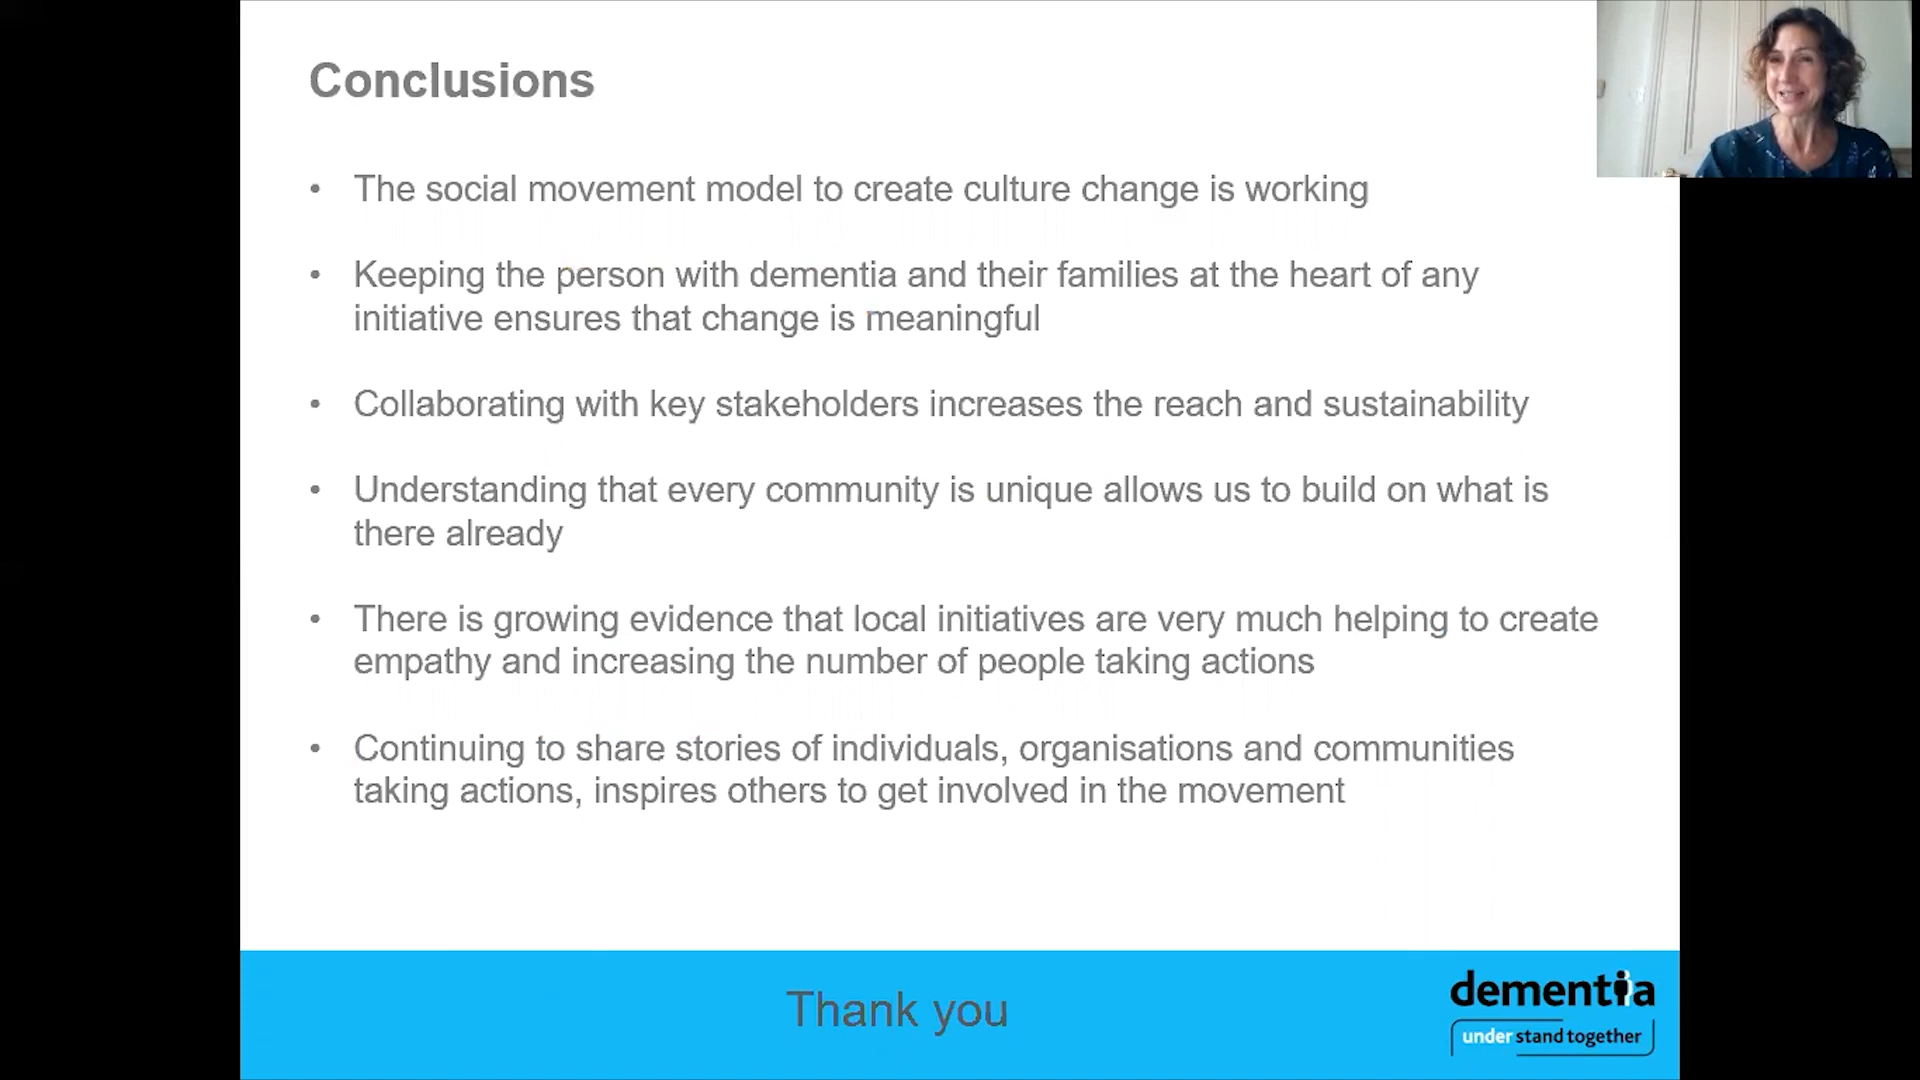 Conclusions
• The social movement model to create culture change is working
• Keeping the person with dementia and their families at the heart of any
initiative ensures that change is meaningful
• Collaborating with key stakeholders increases the reach and sustainability
• Understanding that every community is unique allows us to build on what is
there already
• There is growing evidence that local initiatives are very much helping to create
empathy and increasing the number of people taking actions
• Continuing to share stories of individuals, organisations and communities
taking actions, inspires others to get involved in the movement
Thank you
dementia
understand together